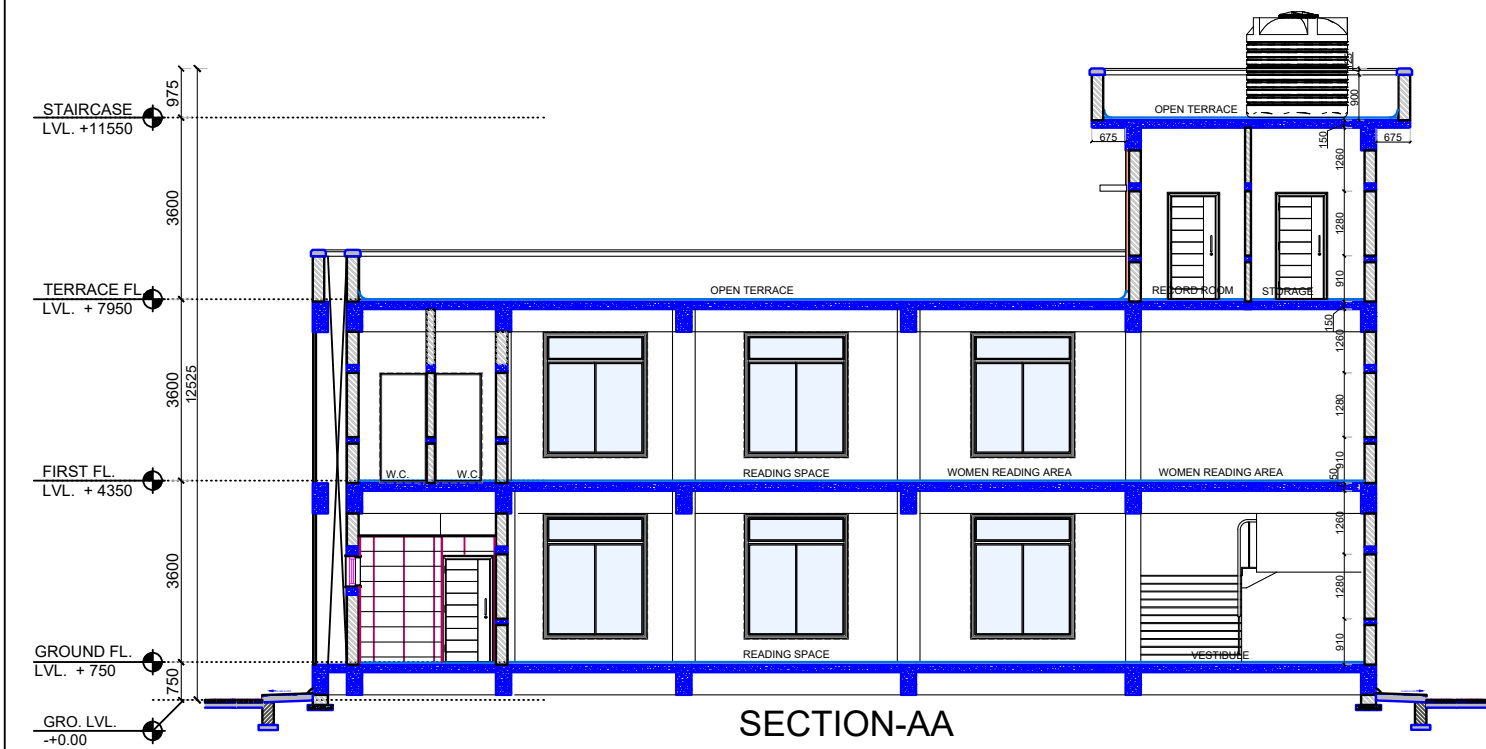 STAIRCASE
LVL. +11550
975
OPEN TERRACE
900
675
150
675
1260
3600
1280
910
TERRACE FL.
LVL. + 7950
OPEN TERRACE
RECORD ROOM
STORAGE
150
1260
3600
12525
1280
910
FIRST FL.
LVL. + 4350
W.C.
W.C.
READING SPACE
WOMEN READING AREA
WOMEN READING AREA
1260
3600
1280
910
GROUND FL.
LVL. + 750
READING SPACE
VESTIBULE
750
GRO. LVL.
-+0.00
SECTION-AA